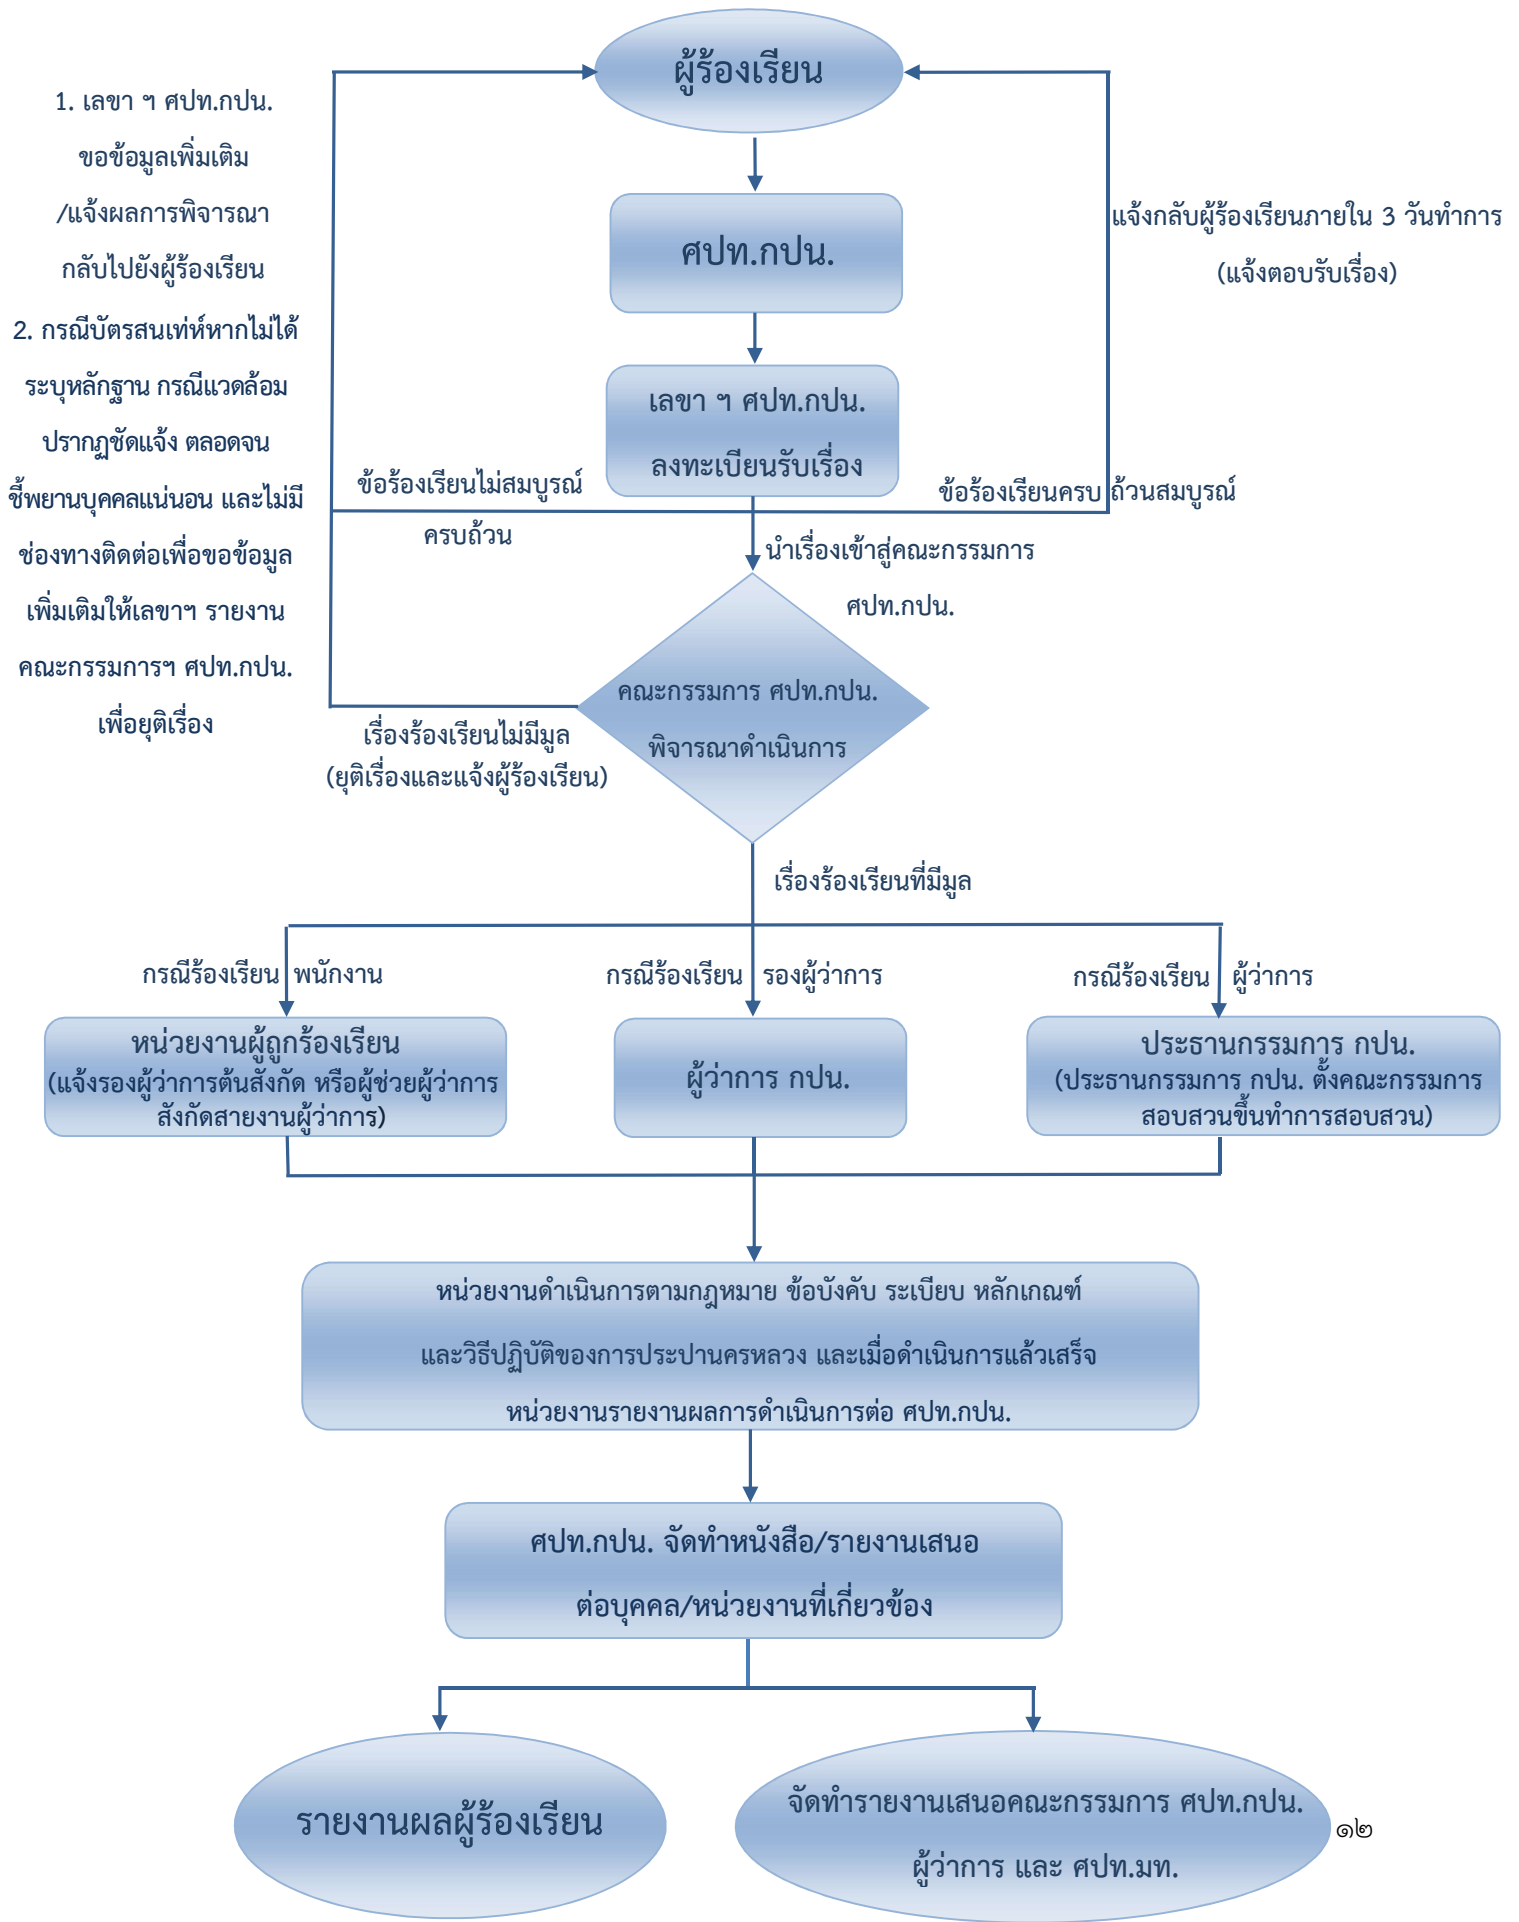 ผู้ร้องเรียน
1. เลขา ฯ ศปท.กปน.
ขอข้อมูลเพิ่มเติม
/แจ้งผลการพิจารณา
กลับไปยังผู้ร้องเรียน
2. กรณีบัตรสนเท่ห์หากไม่ได้
ระบุหลักฐาน กรณีแวดล้อม
ปรากฏชัดแจ้ง ตลอดจน
ชี้พยานบุคคลแน่นอน และไม่มี
ช่องทางติดต่อเพื่อขอข้อมูล
เพิ่มเติมให้เลขาฯ รายงาน
คณะกรรมการฯ ศปท.กปน.
เพื่อยุติเรื่อง
ศปท.กปน.
แจ้งกลับผู้ร้องเรียนภายใน 3 วันทำการ
(แจ้งตอบรับเรื่อง)
เลขา ฯ ศปท.กปน.
ลงทะเบียนรับเรื่อง
ข้อร้องเรียนไม่สมบูรณ์
ครบถ้วน
ข้อร้องเรียนครบ ถ้วนสมบูรณ์
นำเรื่องเข้าสู่คณะกรรมการ
ศปท.กปน.
คณะกรรมการ ศปท.กปน.
พิจารณาดำเนินการ
เรื่องร้องเรียนไม่มีมูล
(ยุติเรื่องและแจ้งผู้ร้องเรียน)
เรื่องร้องเรียนที่มีมูล
กรณีร้องเรียน พนักงาน
กรณีร้องเรียน รองผู้ว่าการ
กรณีร้องเรียน ผู้ว่าการ
หน่วยงานผู้ถูกร้องเรียน
(แจ้งรองผู้ว่าการต้นสังกัด หรือผู้ช่วยผู้ว่าการ
สังกัดสายงานผู้ว่าการ)
ผู้ว่าการ กปน.
ประธานกรรมการ กปน.
(ประธานกรรมการ กปน. ตั้งคณะกรรมการ
สอบสวนขึ้นทำการสอบสวน)
หน่วยงานดำเนินการตามกฎหมาย ข้อบังคับ ระเบียบ หลักเกณฑ์
และวิธีปฏิบัติของการประปานครหลวง และเมื่อดำเนินการแล้วเสร็จ
หน่วยงานรายงานผลการดำเนินการต่อ ศปท.กปน.
ศปท.กปน. จัดทำหนังสือ/รายงานเสนอ
ต่อบุคคล/หน่วยงานที่เกี่ยวข้อง
รายงานผลผู้ร้องเรียน
จัดทำรายงานเสนอคณะกรรมการ ศปท.กปน.
ผู้ว่าการ และ ศปท.มท.
๑๒